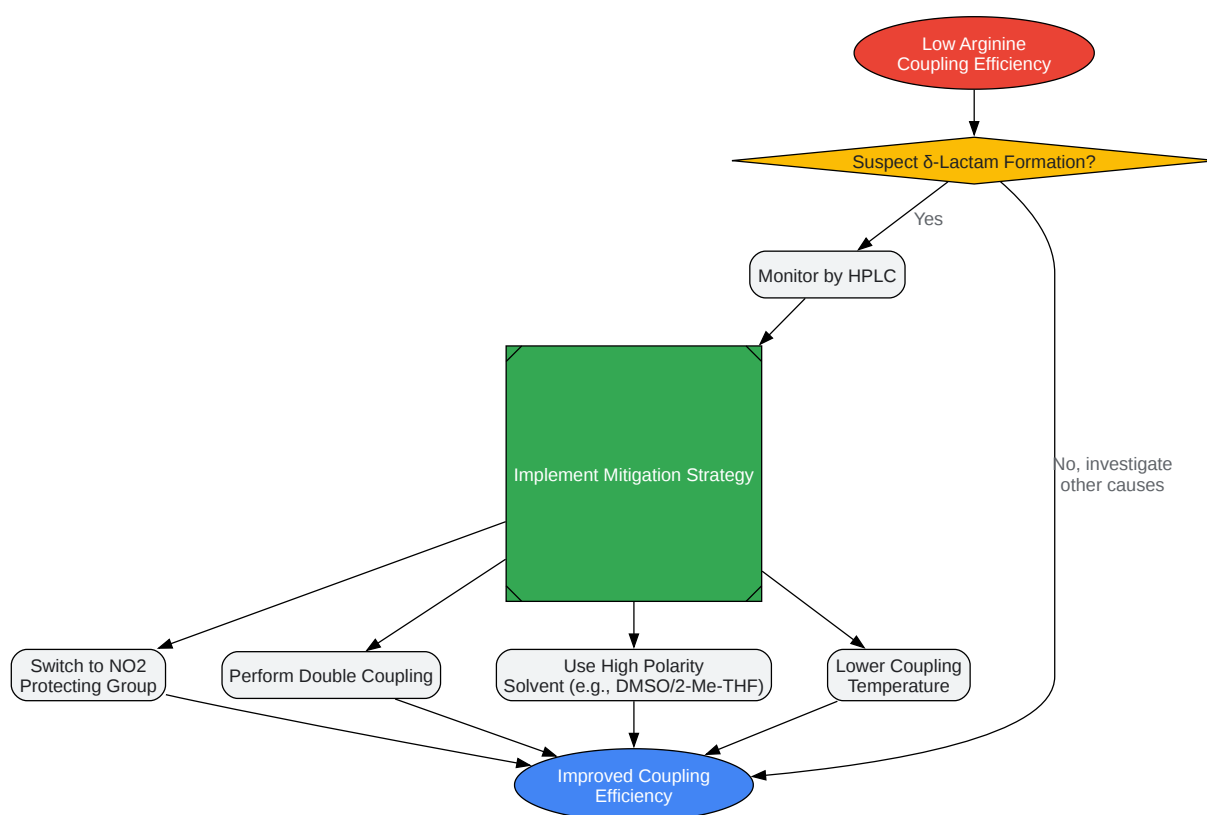 Low Arginine
Coupling Efficiency
Suspect δ-Lactam Formation?
Yes
Monitor by HPLC
No, investigate
other causes
Implement Mitigation Strategy
Switch to NO2
Protecting Group
Perform Double Coupling
Use High Polarity
Solvent (e.g., DMSO/2-Me-THF)
Lower Coupling
Temperature
Improved Coupling
Efficiency